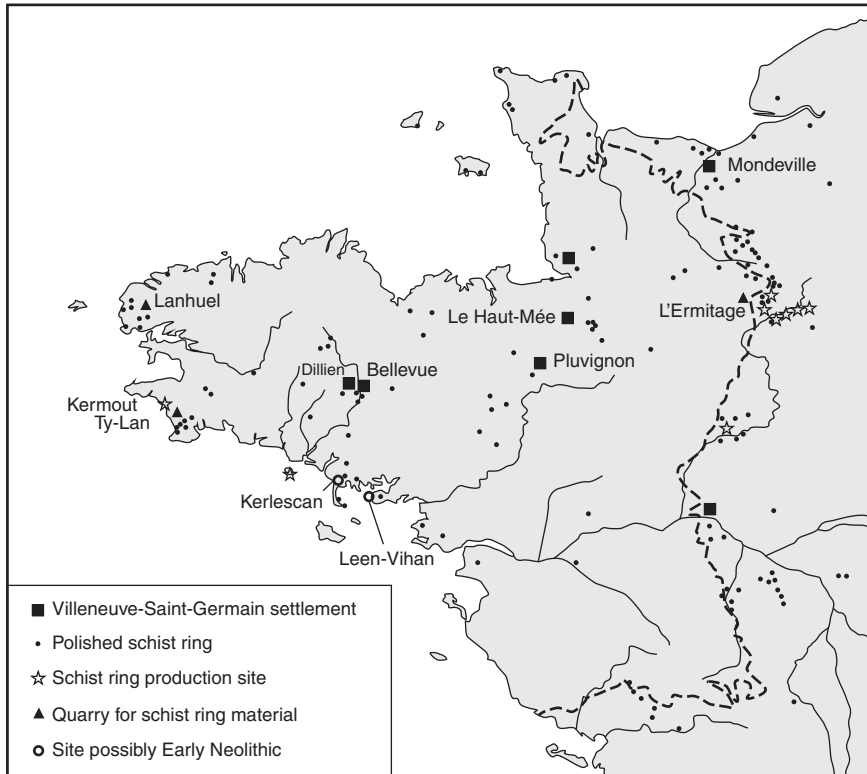 Mondeville
Lanhuel
L'Ermitage
Le Haut-Mée
Pluvignon
Dillien
Bellevue
Kermout
Ty-Lan
Kerlescan
Leen-Vihan
Villeneuve-Saint-Germain settlement
Polished schist ring
Schist ring production site
Quarry for schist ring material
Site possibly Early Neolithic